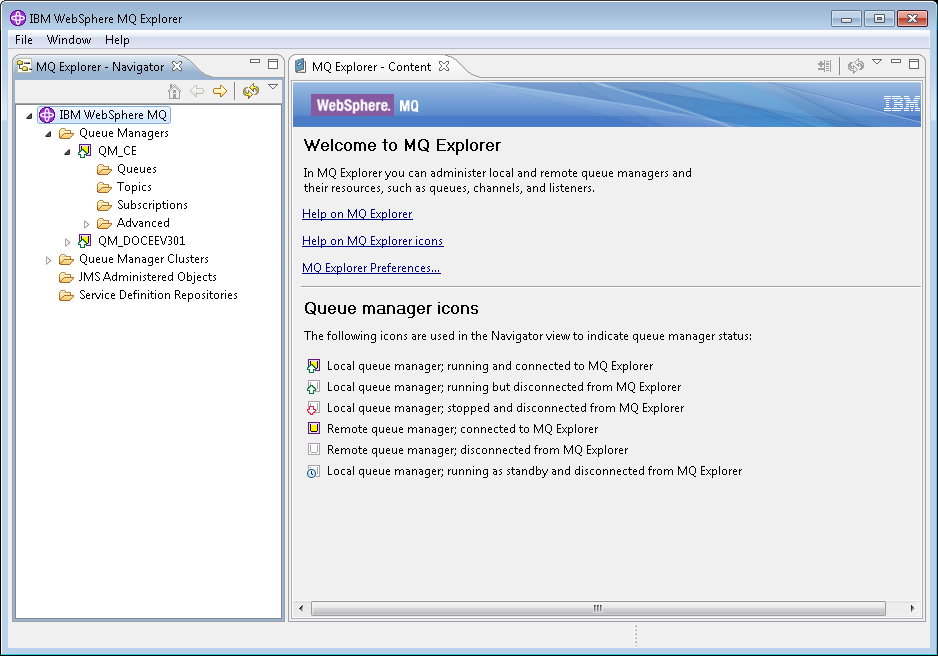 IBM WebSphere MQ Explorer
File Window Help
MQ Explorer - Navigator
IBM WebSphere MQ
Queue Managers
QM_CE
Queues
Topics
Subscriptions
Advanced
QM_DOCEEV301
Queue Manager Clusters
JMS Administered Objects
Service Definition Repositories
MQ Explorer - Content
WebSphere. MQ IBM
Welcome to MQ Explorer
In MQ Explorer you can administer local and remote queue managers and
their resources, such as queues, channels, and listeners.
Help on MQ Explorer
Help on MQ Explorer icons
MQ Explorer Preferences...
Queue manager icons
The following icons are used in the Navigator view to indicate queue manager status:
Local queue manager; running and connected to MQ Explorer
Local queue manager; running but disconnected from MQ Explorer
Local queue manager; stopped and disconnected from MQ Explorer
Remote queue manager; connected to MQ Explorer
Remote queue manager; disconnected from MQ Explorer
Local queue manager; running as standby and disconnected from MQ Explorer